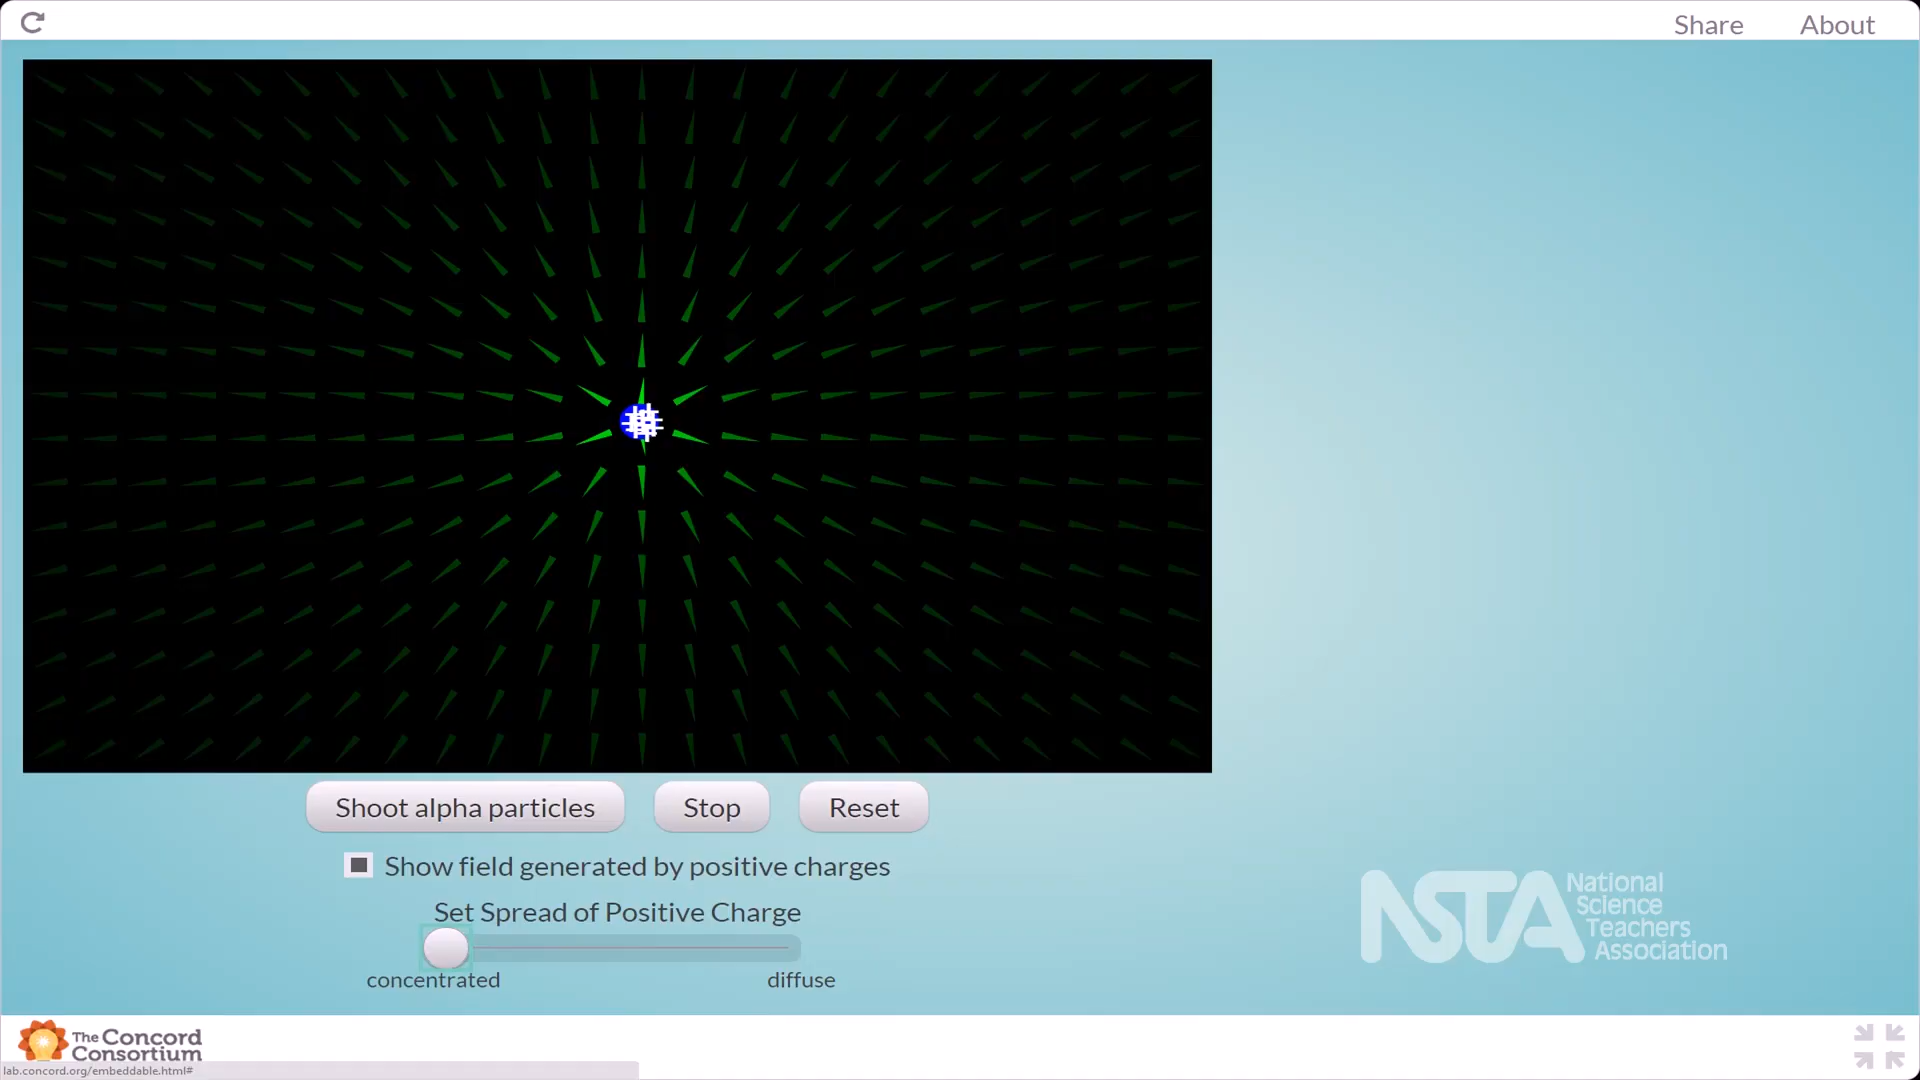 Share About
Shoot alpha particles Stop Reset
Show field generated by positive charges
Set Spread of Positive Charge
concentrated diffuse
NSTA National
Science
Teachers
Association
The Concord
Consortium
lab.concord.org/embeddable.html#